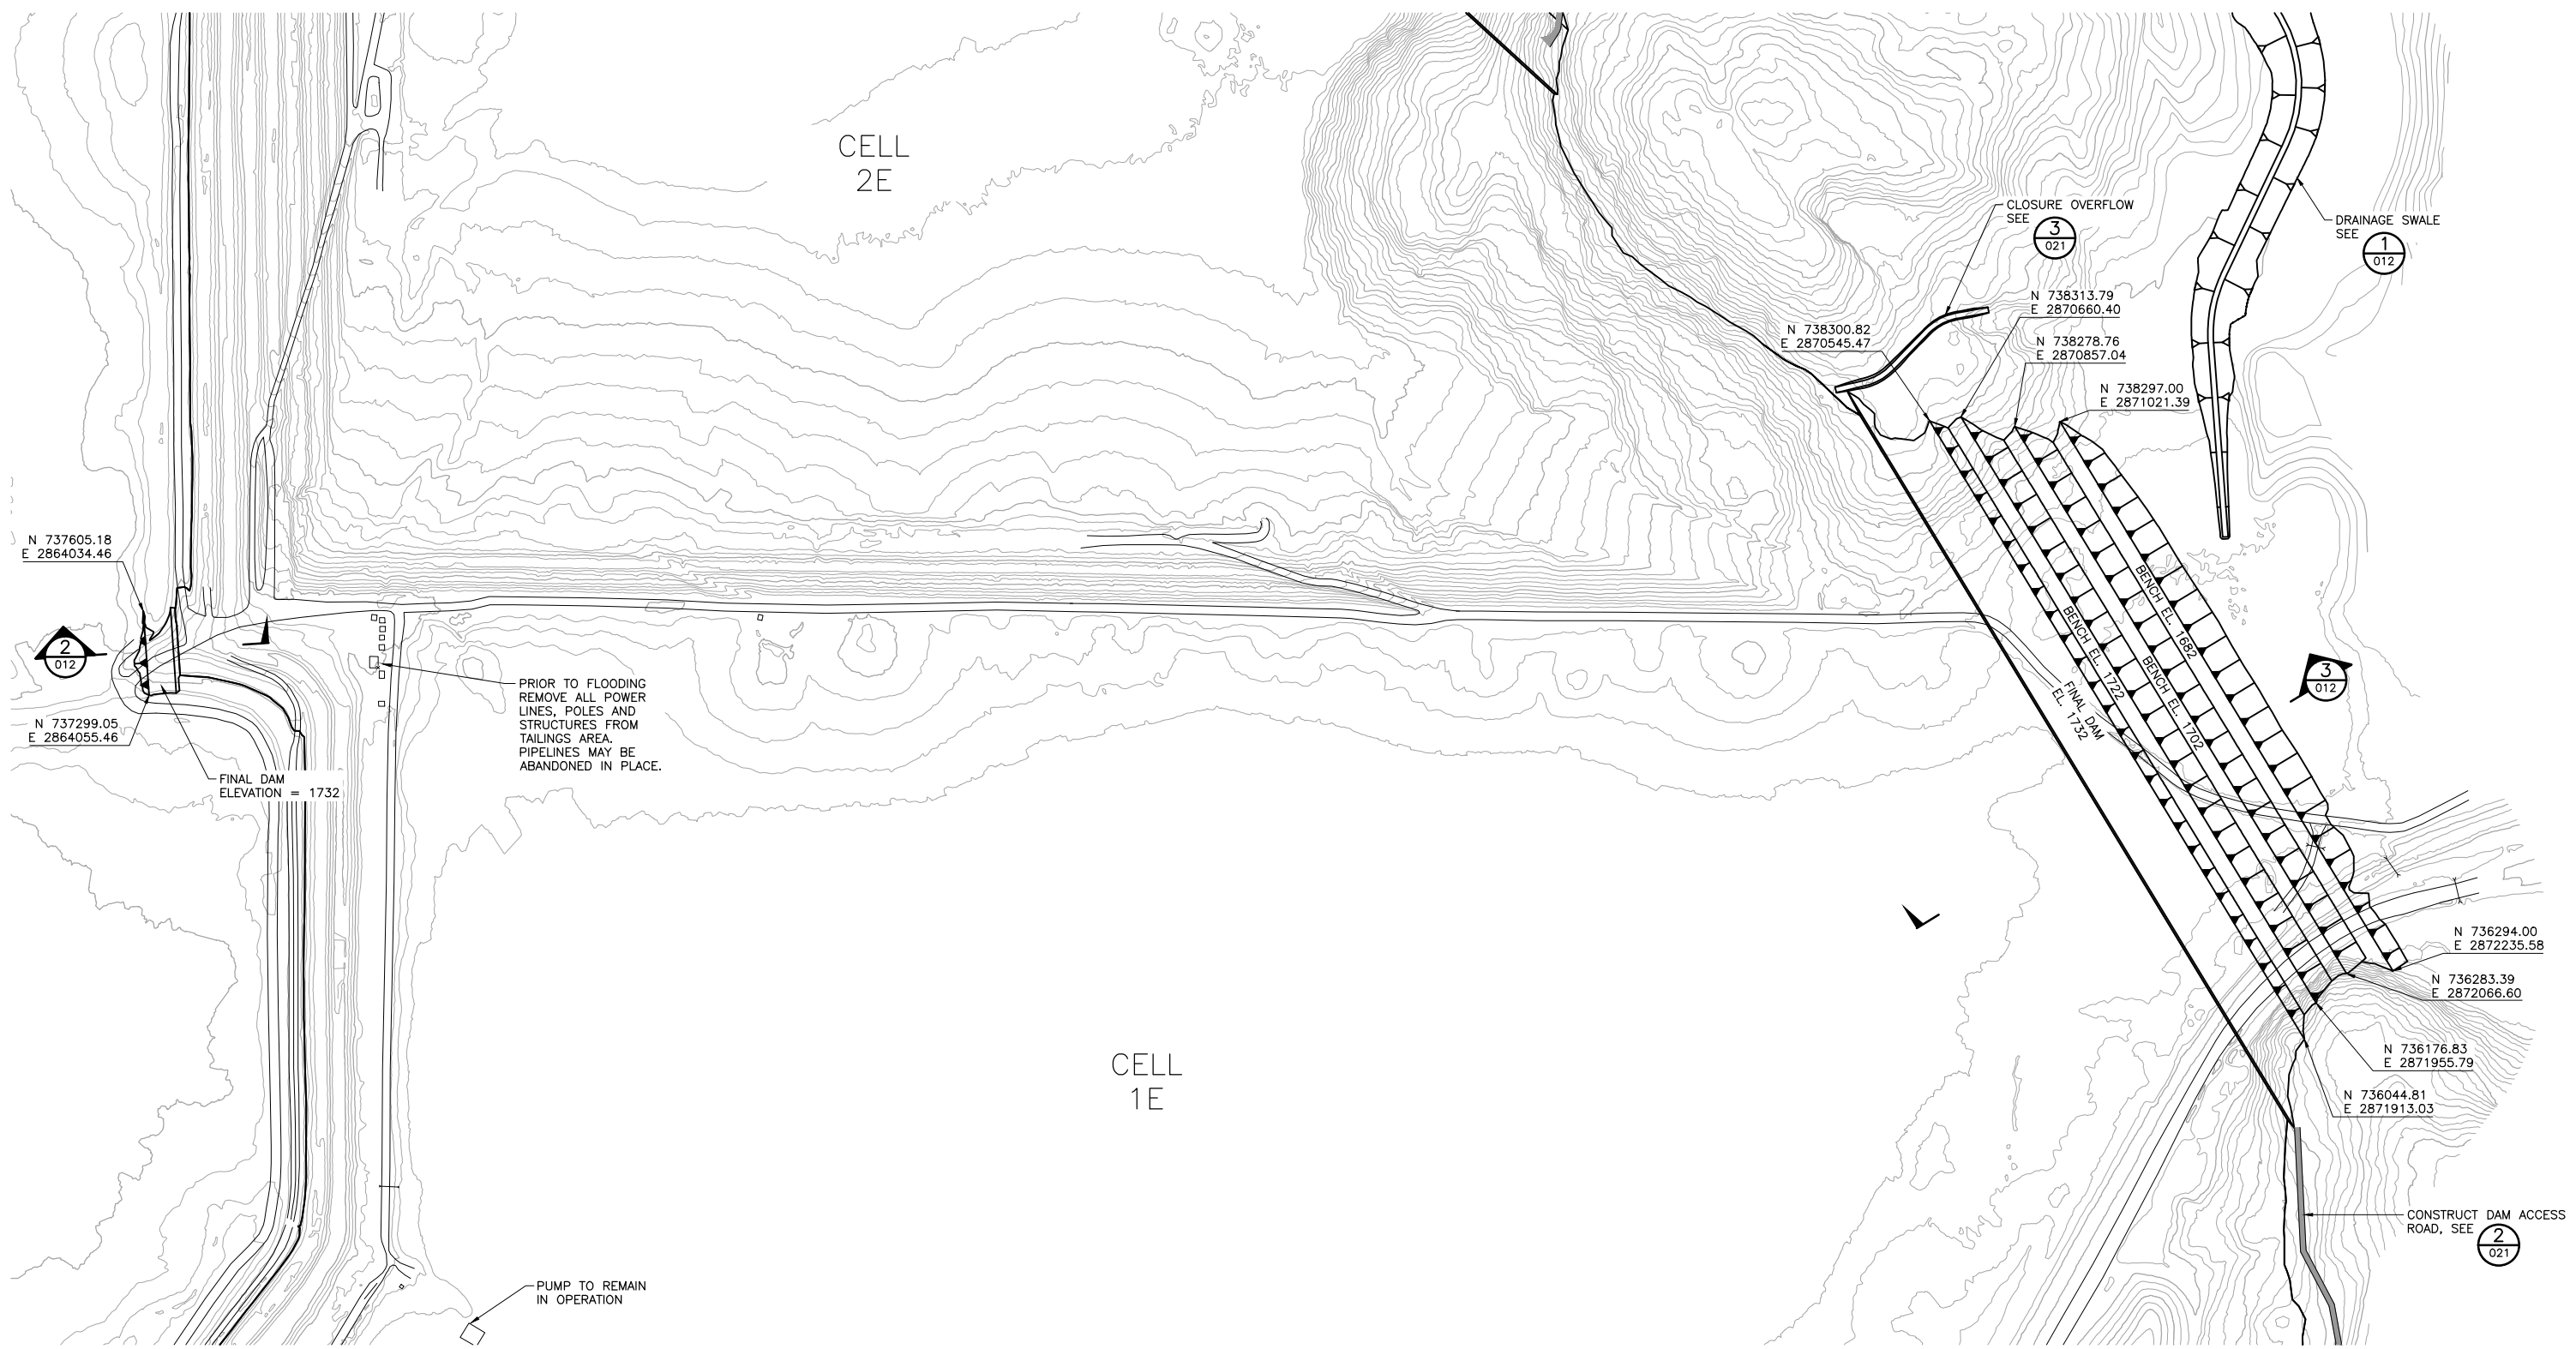 CELL
2E
CLOSURE OVERFLOW
SEE
3
021
DRAINAGE SWALE
SEE
1
012
N 738313.79
E 2870660.40
N 738300.82
E 2870545.47
N 738278.76
E 2870857.04
N 738297.00
E 2871021.39
N 737605.18
E 2864034.46
2
012
N 737299.05
E 2864055.46
FINAL DAM
ELEVATION = 1732
PRIOR TO FLOODING
REMOVE ALL POWER
LINES, POLES AND
STRUCTURES FROM
TAILINGS AREA.
PIPELINES MAY BE
ABANDONED IN PLACE.
BENCH EL. 1682
BENCH EL. 1722
BENCH EL. 1702
FINAL DAM
EL. 1732
3
012
N 736294.00
E 2872235.58
N 736283.39
E 2872066.60
N 736176.83
E 2871955.79
N 736044.81
E 2871913.03
CELL
1E
CONSTRUCT DAM ACCESS
ROAD, SEE
2
021
PUMP TO REMAIN
IN OPERATION